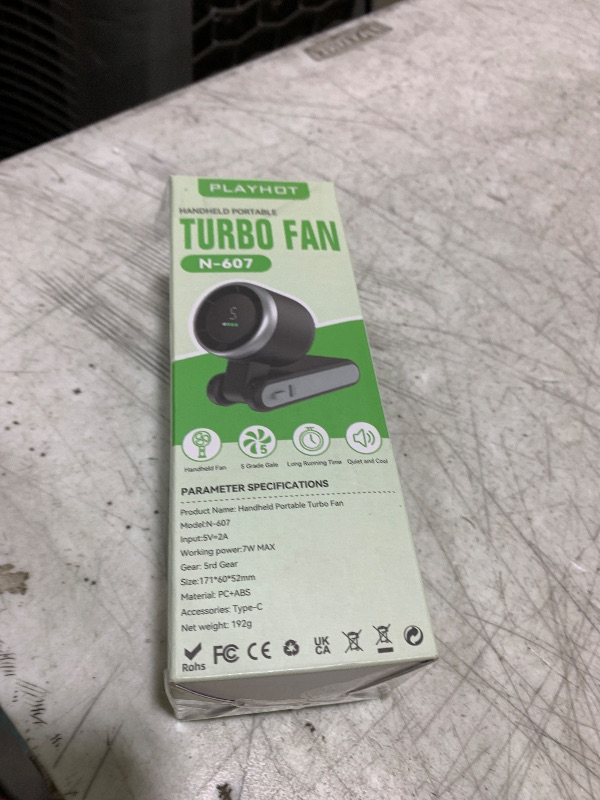 PLAYHOT
HANDHELD PORTABLE
TURBO FAN
N-607
5
Handheld Fan
5
5 Grade Gale
Long Running Time
Quiet and Cool
PARAMETER SPECIFICATIONS
Product Name: Handheld Portable Turbo Fan
Model:N-607
Input:5V=2A
Working power:7W MAX
Gear: 5rd Gear
Size:171*60*52mm
Material: PC+ABS
Accessories: Type-C
Net weight: 192g
Rohs
FC
CE
UK
CA